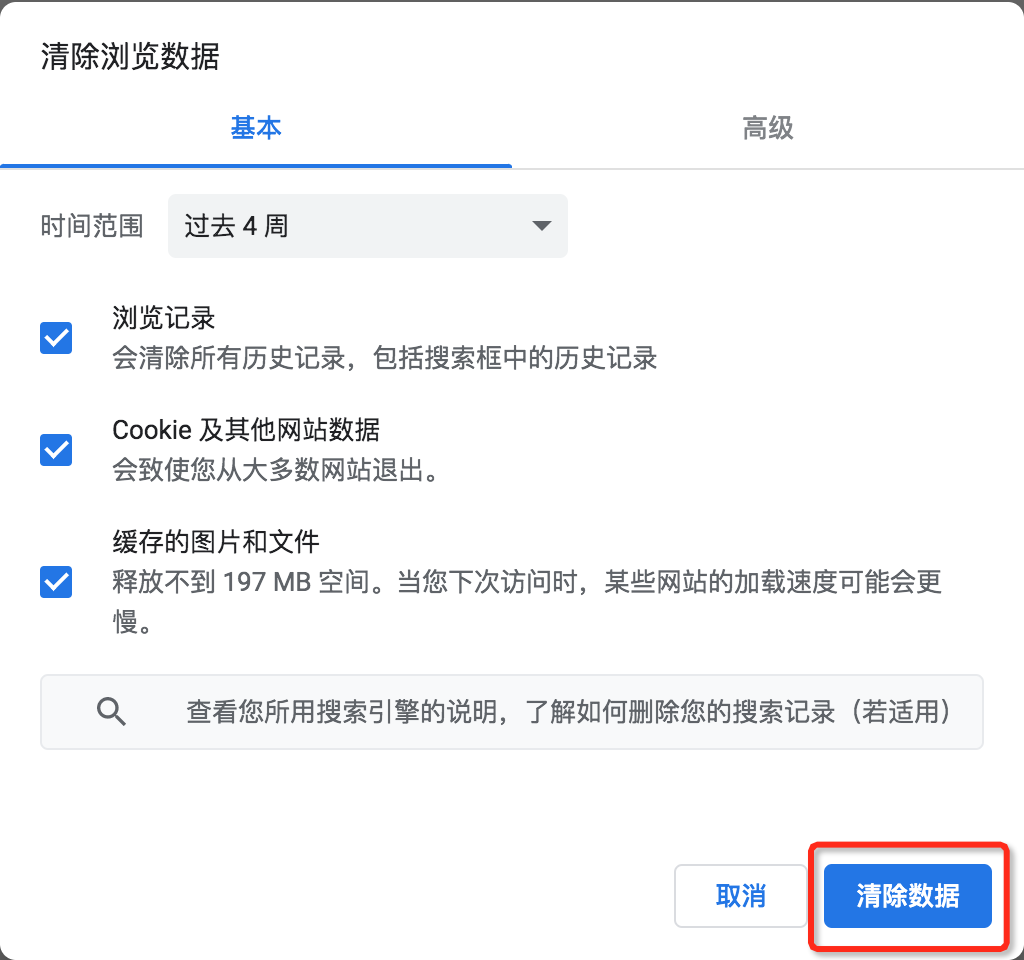 清除浏览数据
基本
高级
时间范围
过去 4 周
浏览记录
会清除所有历史记录，包括搜索框中的历史记录
Cookie 及其他网站数据
会致使您从大多数网站退出。
缓存的图片和文件
释放不到 197 MB 空间。当您下次访问时，某些网站的加载速度可能会更
慢。
查看您所用搜索引擎的说明，了解如何删除您的搜索记录（若适用）
取消
清除数据